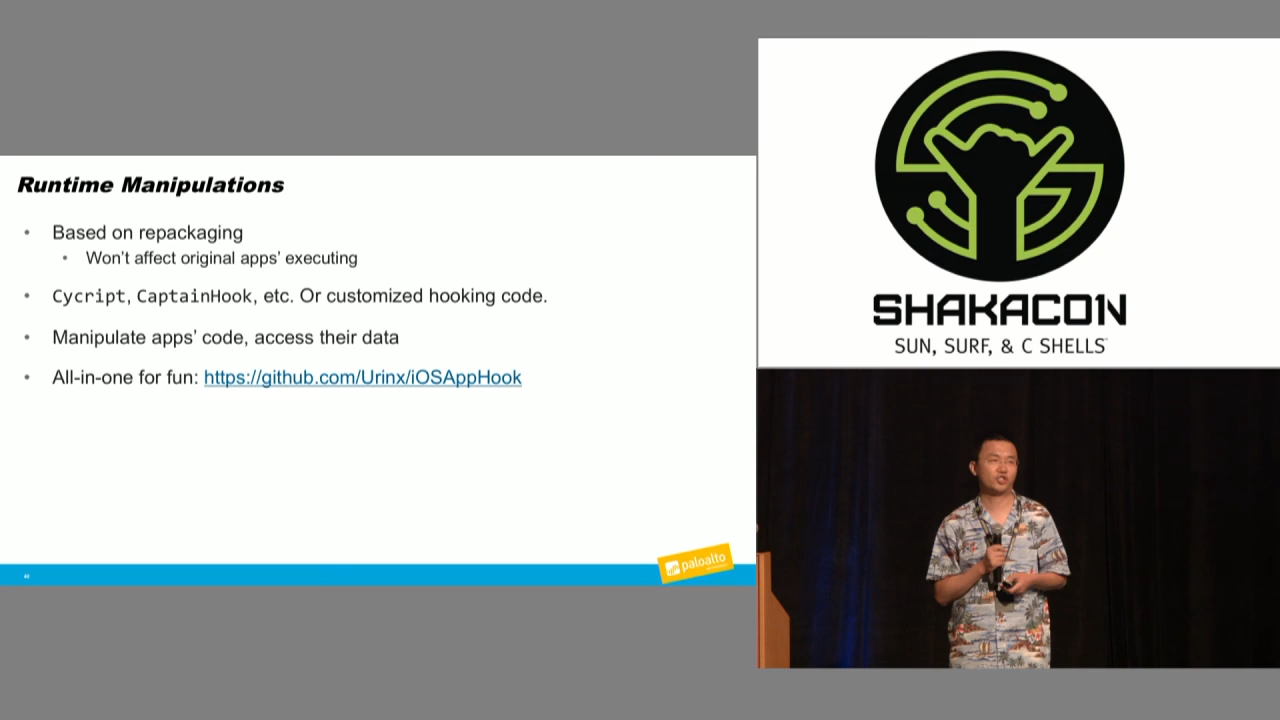 Runtime Manipulations
• Based on repackaging
• Won't affect original apps' executing
• Cycript, CaptainHook, etc. Or customized hooking code.
• Manipulate apps' code, access their data
• All-in-one for fun: https://github.com/Urinx/iOSAppHook
paloalto
SHAKACON
SUN, SURF, & C SHELLS